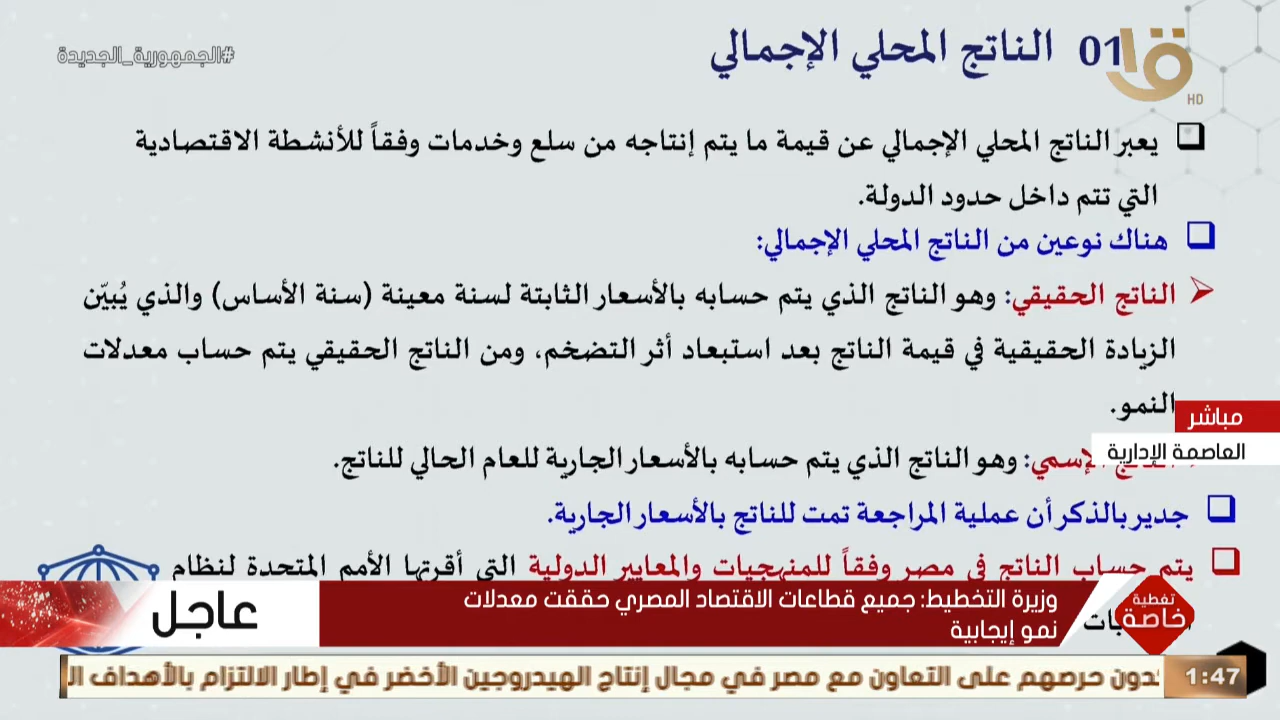 #الجمهورية_الجديدة
01 الناتج المحلي الإجمالي
HD
يعبر الناتج المحلي الإجمالي عن قيمة ما يتم إنتاجه من سلع وخدمات وفقاً للأنشطة الاقتصادية
التي تتم داخل حدود الدولة.
هناك نوعين من الناتج المحلي الإجمالي:
الناتج الحقيقي: وهو الناتج الذي يتم حسابه بالأسعار الثابتة لسنة معينة (سنة الأساس) والذي يُبيّن
الزيادة الحقيقية في قيمة الناتج بعد استبعاد أثر التضخم، ومن الناتج الحقيقي يتم حساب معدلات
النمو.
مباشر
العاصمة الإدارية
الإسمي: وهو الناتج الذي يتم حسابه بالأسعار الجارية للعام الحالي للناتج.
جدير بالذكر أن عملية المراجعة تمت للناتج بالأسعار الجارية.
يتم حساب الناتج في مصر وفقاً للمنهجيات والمعايير الدولية التي أقرتها الأمم المتحدة لنظام
تغطية
خاصة
وزيرة التخطيط: جميع قطاعات الاقتصاد المصري حققت معدلات
نمو إيجابية
عاجل
حرصهم على التعاون مع مصر في مجال إنتاج الهيدروجين الأخضر في إطار الالتزام بالأهداف
1:47